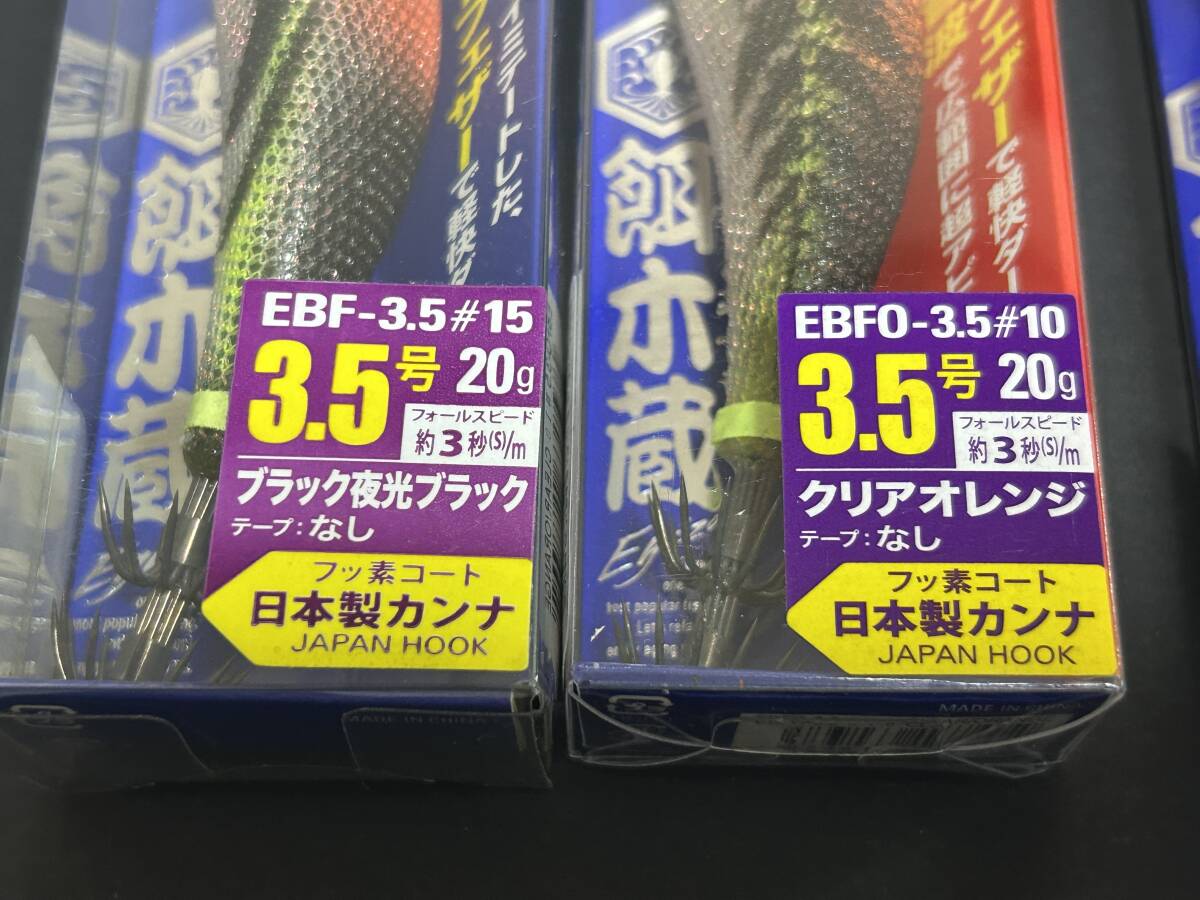 イミテートした、
フェザーで軽快ダ
餌木蔵
EBF-3.5#15
3.5号 20g
フォールスピード
約3秒(S)/m
ブラック夜光ブラック
テープ:なし
フッ素コート
日本製カンナ
JAPAN HOOK
MADE IN CHINA
フェザーで軽快ダー
波で広範囲に超アピ
餌木蔵
EBFO-3.5#10
3.5号 20g
フォールスピード
約3秒(S)/m
クリアオレンジ
テープ:なし
フッ素コート
日本製カンナ
JAPAN HOOK
MADE IN CHINA